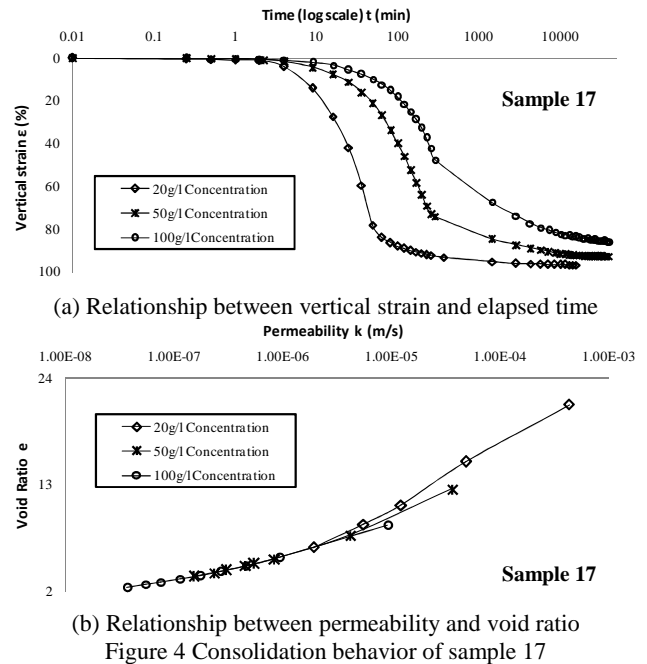 Time (log scale) t (min)
0.01 0.1 1 10 100 1000 10000
0
20
40
60
80
100
Vertical strain ε (%)
Sample 17
20g/l Concentration
50g/l Concentration
100g/l Concentration
(a) Relationship between vertical strain and elapsed time
Permeability k (m/s)
1.00E-08 1.00E-07 1.00E-06 1.00E-05 1.00E-04 1.00E-03
24
13
2
Void Ratio e
20g/l Concentration
50g/l Concentration
100g/l Concentration
Sample 17
(b) Relationship between permeability and void ratio
Figure 4 Consolidation behavior of sample 17